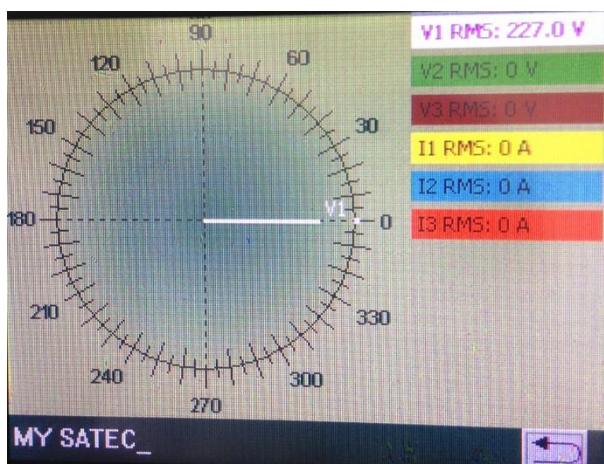 90
60
120
30
150
V1
0
180
330
210
300
240
270
V1 RMS: 227.0 V
V2 RMS: 0 V
V3 RMS: 0 V
I1 RMS: 0 A
I2 RMS: 0 A
I3 RMS: 0 A
MY SATEC_